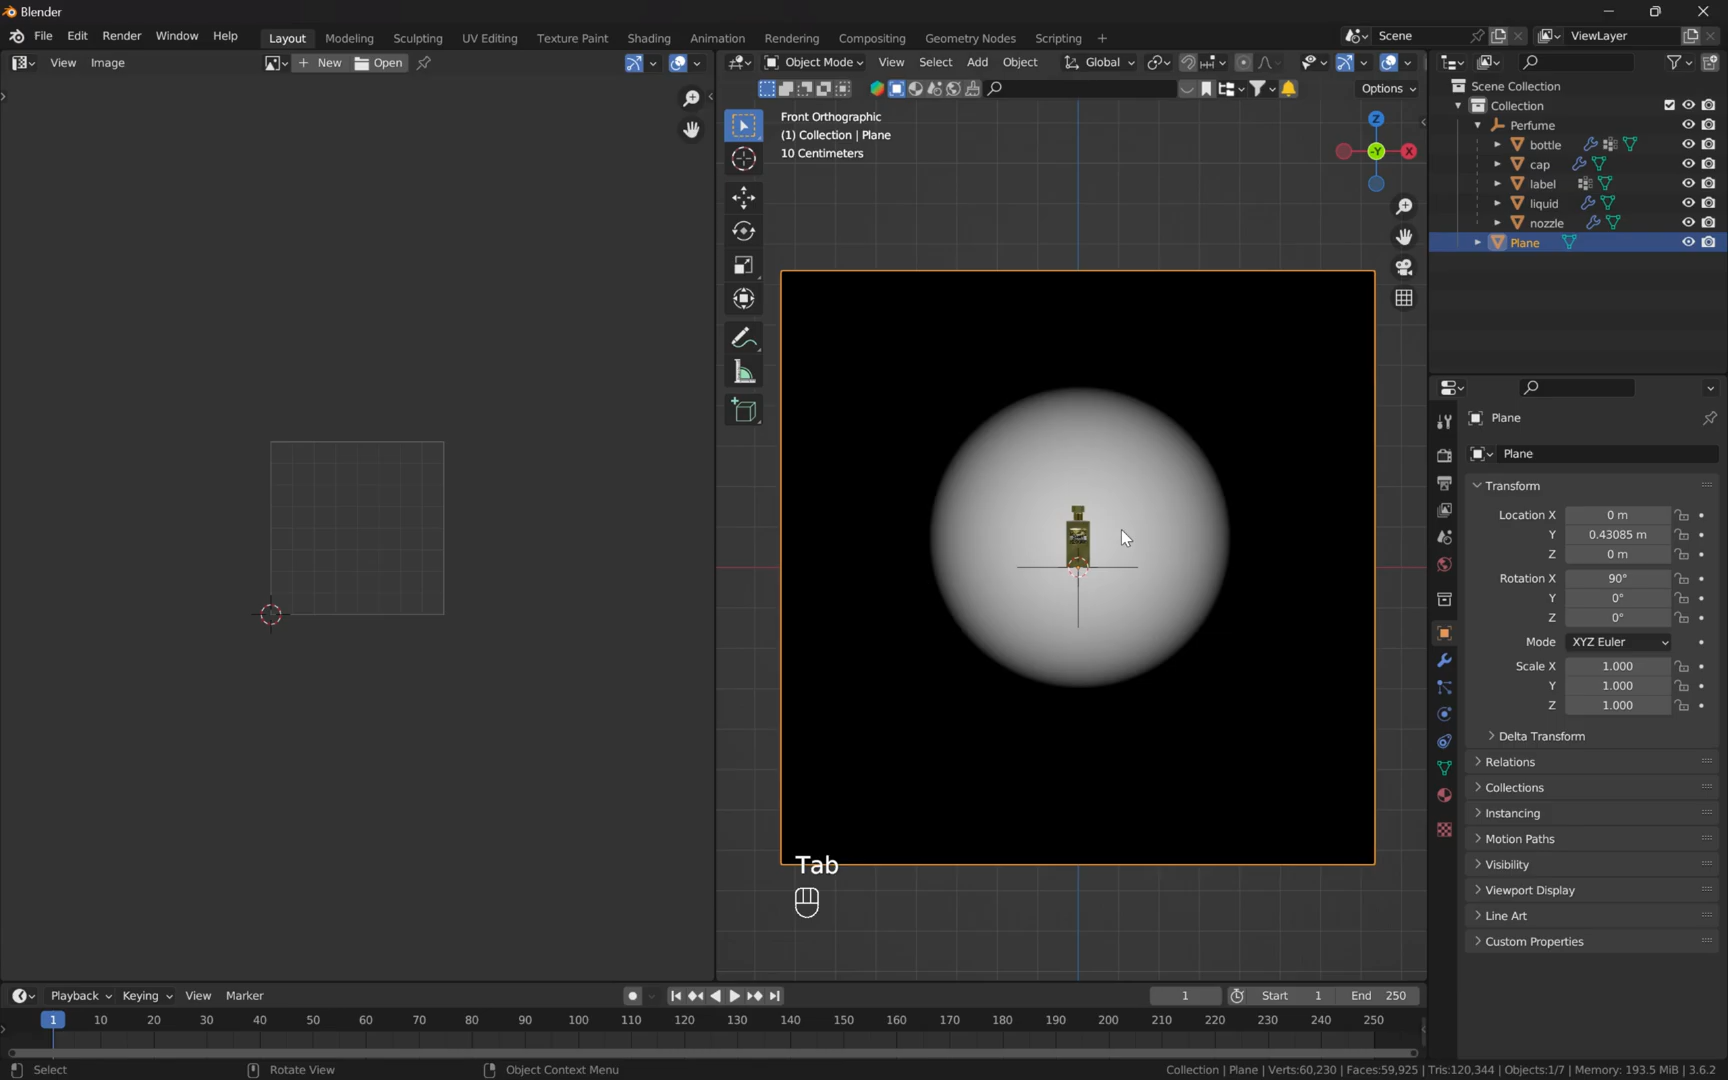 Blender
File Edit Render Window Help Layout Modeling Sculpting UV Editing Texture Paint Shading Animation Rendering Compositing Geometry Nodes Scripting + Scene ViewLayer
View Image + New Open Object Mode View Select Add Object Global
Options
Front Orthographic
(1) Collection | Plane
10 Centimeters
Z
-Y
X
Scene Collection
Collection
Perfume
bottle
cap
label
liquid
nozzle
Plane
Plane
Plane
Transform
Location X 0 m
Y 0.43085 m
Z 0 m
Rotation X 90°
Y 0°
Z 0°
Mode XYZ Euler
Scale X 1.000
Y 1.000
Z 1.000
Delta Transform
Relations
Collections
Instancing
Motion Paths
Visibility
Viewport Display
Line Art
Custom Properties
Tab
Playback Keying View Marker 1 Start 1 End 250
1 10 20 30 40 50 60 70 80 90 100 110 120 130 140 150 160 170 180 190 200 210 220 230 240 250
Select Rotate View Object Context Menu Collection | Plane | Verts:60,230 | Faces:59,925 | Tris:120,344 | Objects:1/7 | Memory: 193.5 MiB | 3.6.2